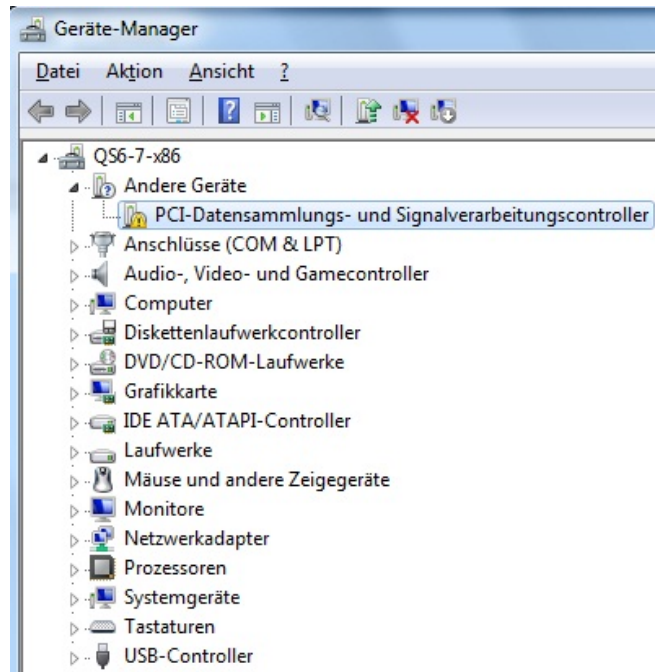 Geräte-Manager
Datei Aktion Ansicht ?
QS6-7-x86
Andere Geräte
PCI-Datensammlungs- und Signalverarbeitungscontroller
Anschlüsse (COM & LPT)
Audio-, Video- und Gamecontroller
Computer
Diskettenlaufwerkcontroller
DVD/CD-ROM-Laufwerke
Grafikkarte
IDE ATA/ATAPI-Controller
Laufwerke
Mäuse und andere Zeigegeräte
Monitore
Netzwerkadapter
Prozessoren
Systemgeräte
Tastaturen
USB-Controller